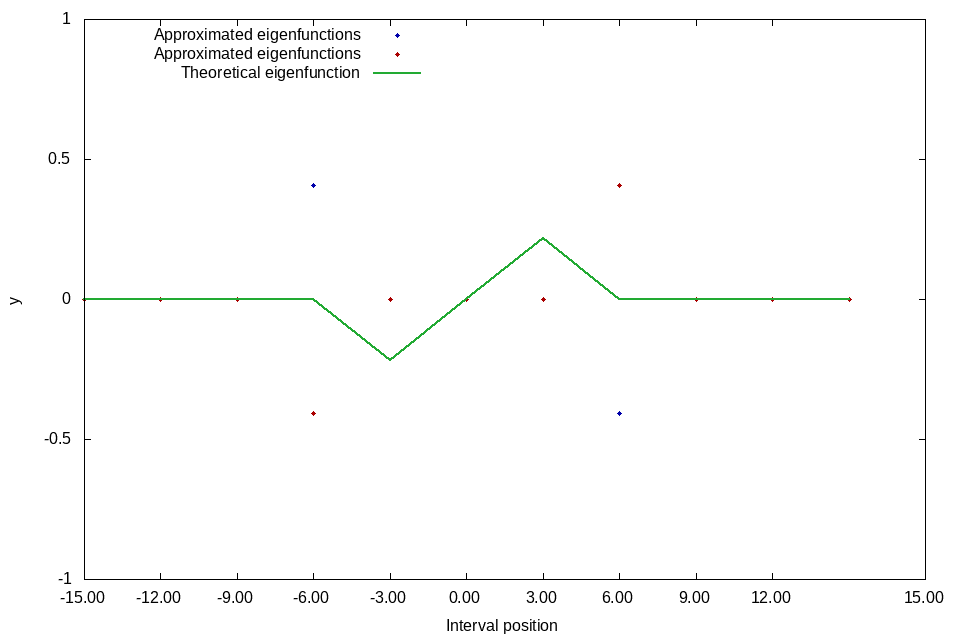 1
Approximated eigenfunctions
Approximated eigenfunctions
Theoretical eigenfunction
0.5
0
y
-0.5
-1
-15.00 -12.00 -9.00 -6.00 -3.00 0.00 3.00 6.00 9.00 12.00 15.00
Interval position